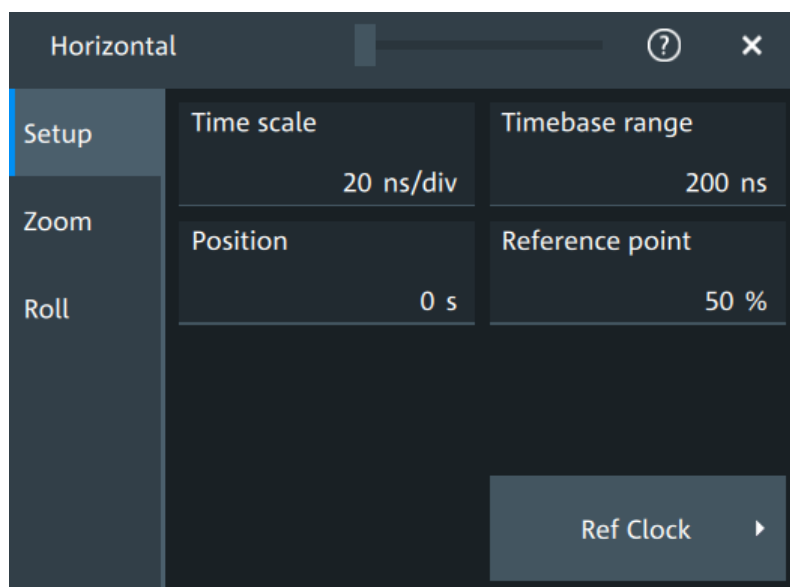 Horizontal
?
Setup
Time scale
20 ns/div
Timebase range
200 ns
Zoom
Position
0 s
Reference point
50 %
Roll
Ref Clock